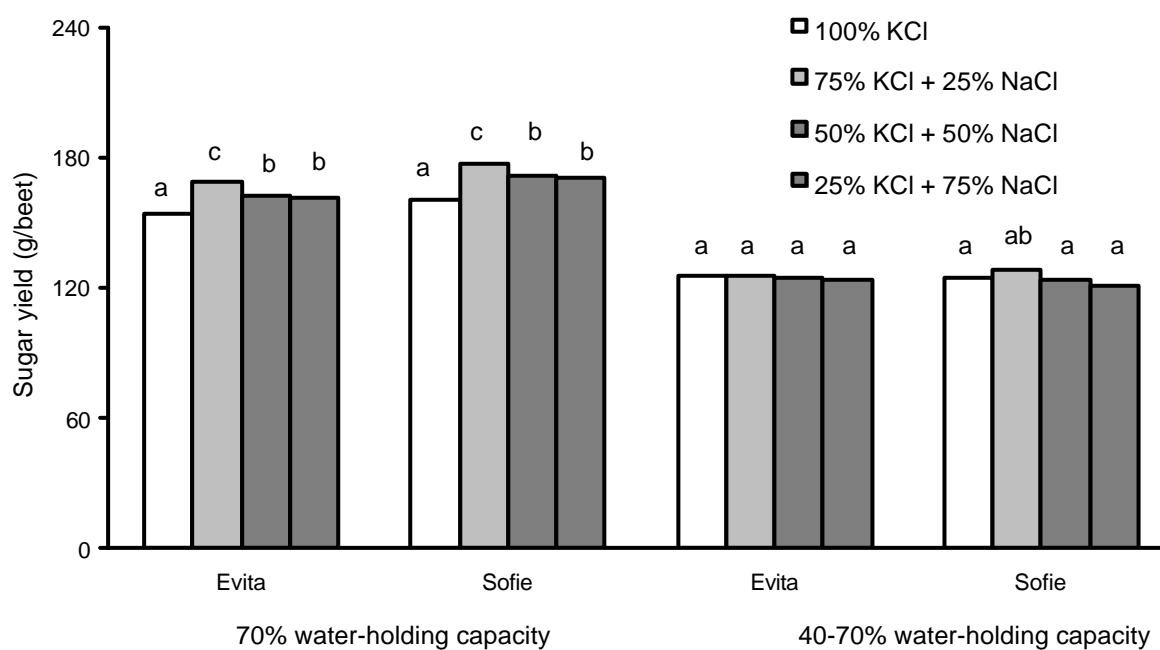 240
180
120
60
0
Sugar yield (g/beet)
100% KCl
75% KCl + 25% NaCl
50% KCl + 50% NaCl
25% KCl + 75% NaCl
a c b b
a c b b
a a a a
a ab a a
Evita Sofie Evita Sofie
70% water-holding capacity 40-70% water-holding capacity